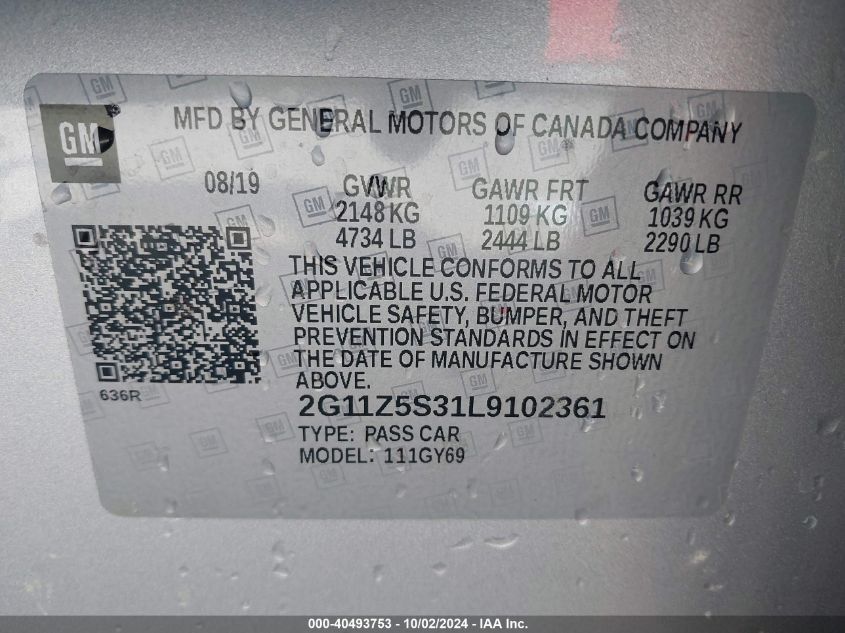 GM
MFD BY GENERAL MOTORS OF CANADA COMPANY
08/19 GVWR GAWR FRT GAWR RR
2148 KG 1109 KG 1039 KG
4734 LB 2444 LB 2290 LB
THIS VEHICLE CONFORMS TO ALL
APPLICABLE U.S. FEDERAL MOTOR
VEHICLE SAFETY, BUMPER, AND THEFT
PREVENTION STANDARDS IN EFFECT ON
THE DATE OF MANUFACTURE SHOWN
ABOVE.
636R
2G11Z5S31L9102361
TYPE: PASS CAR
MODEL: 111GY69
000-40493753 - 10/02/2024 - IAA Inc.